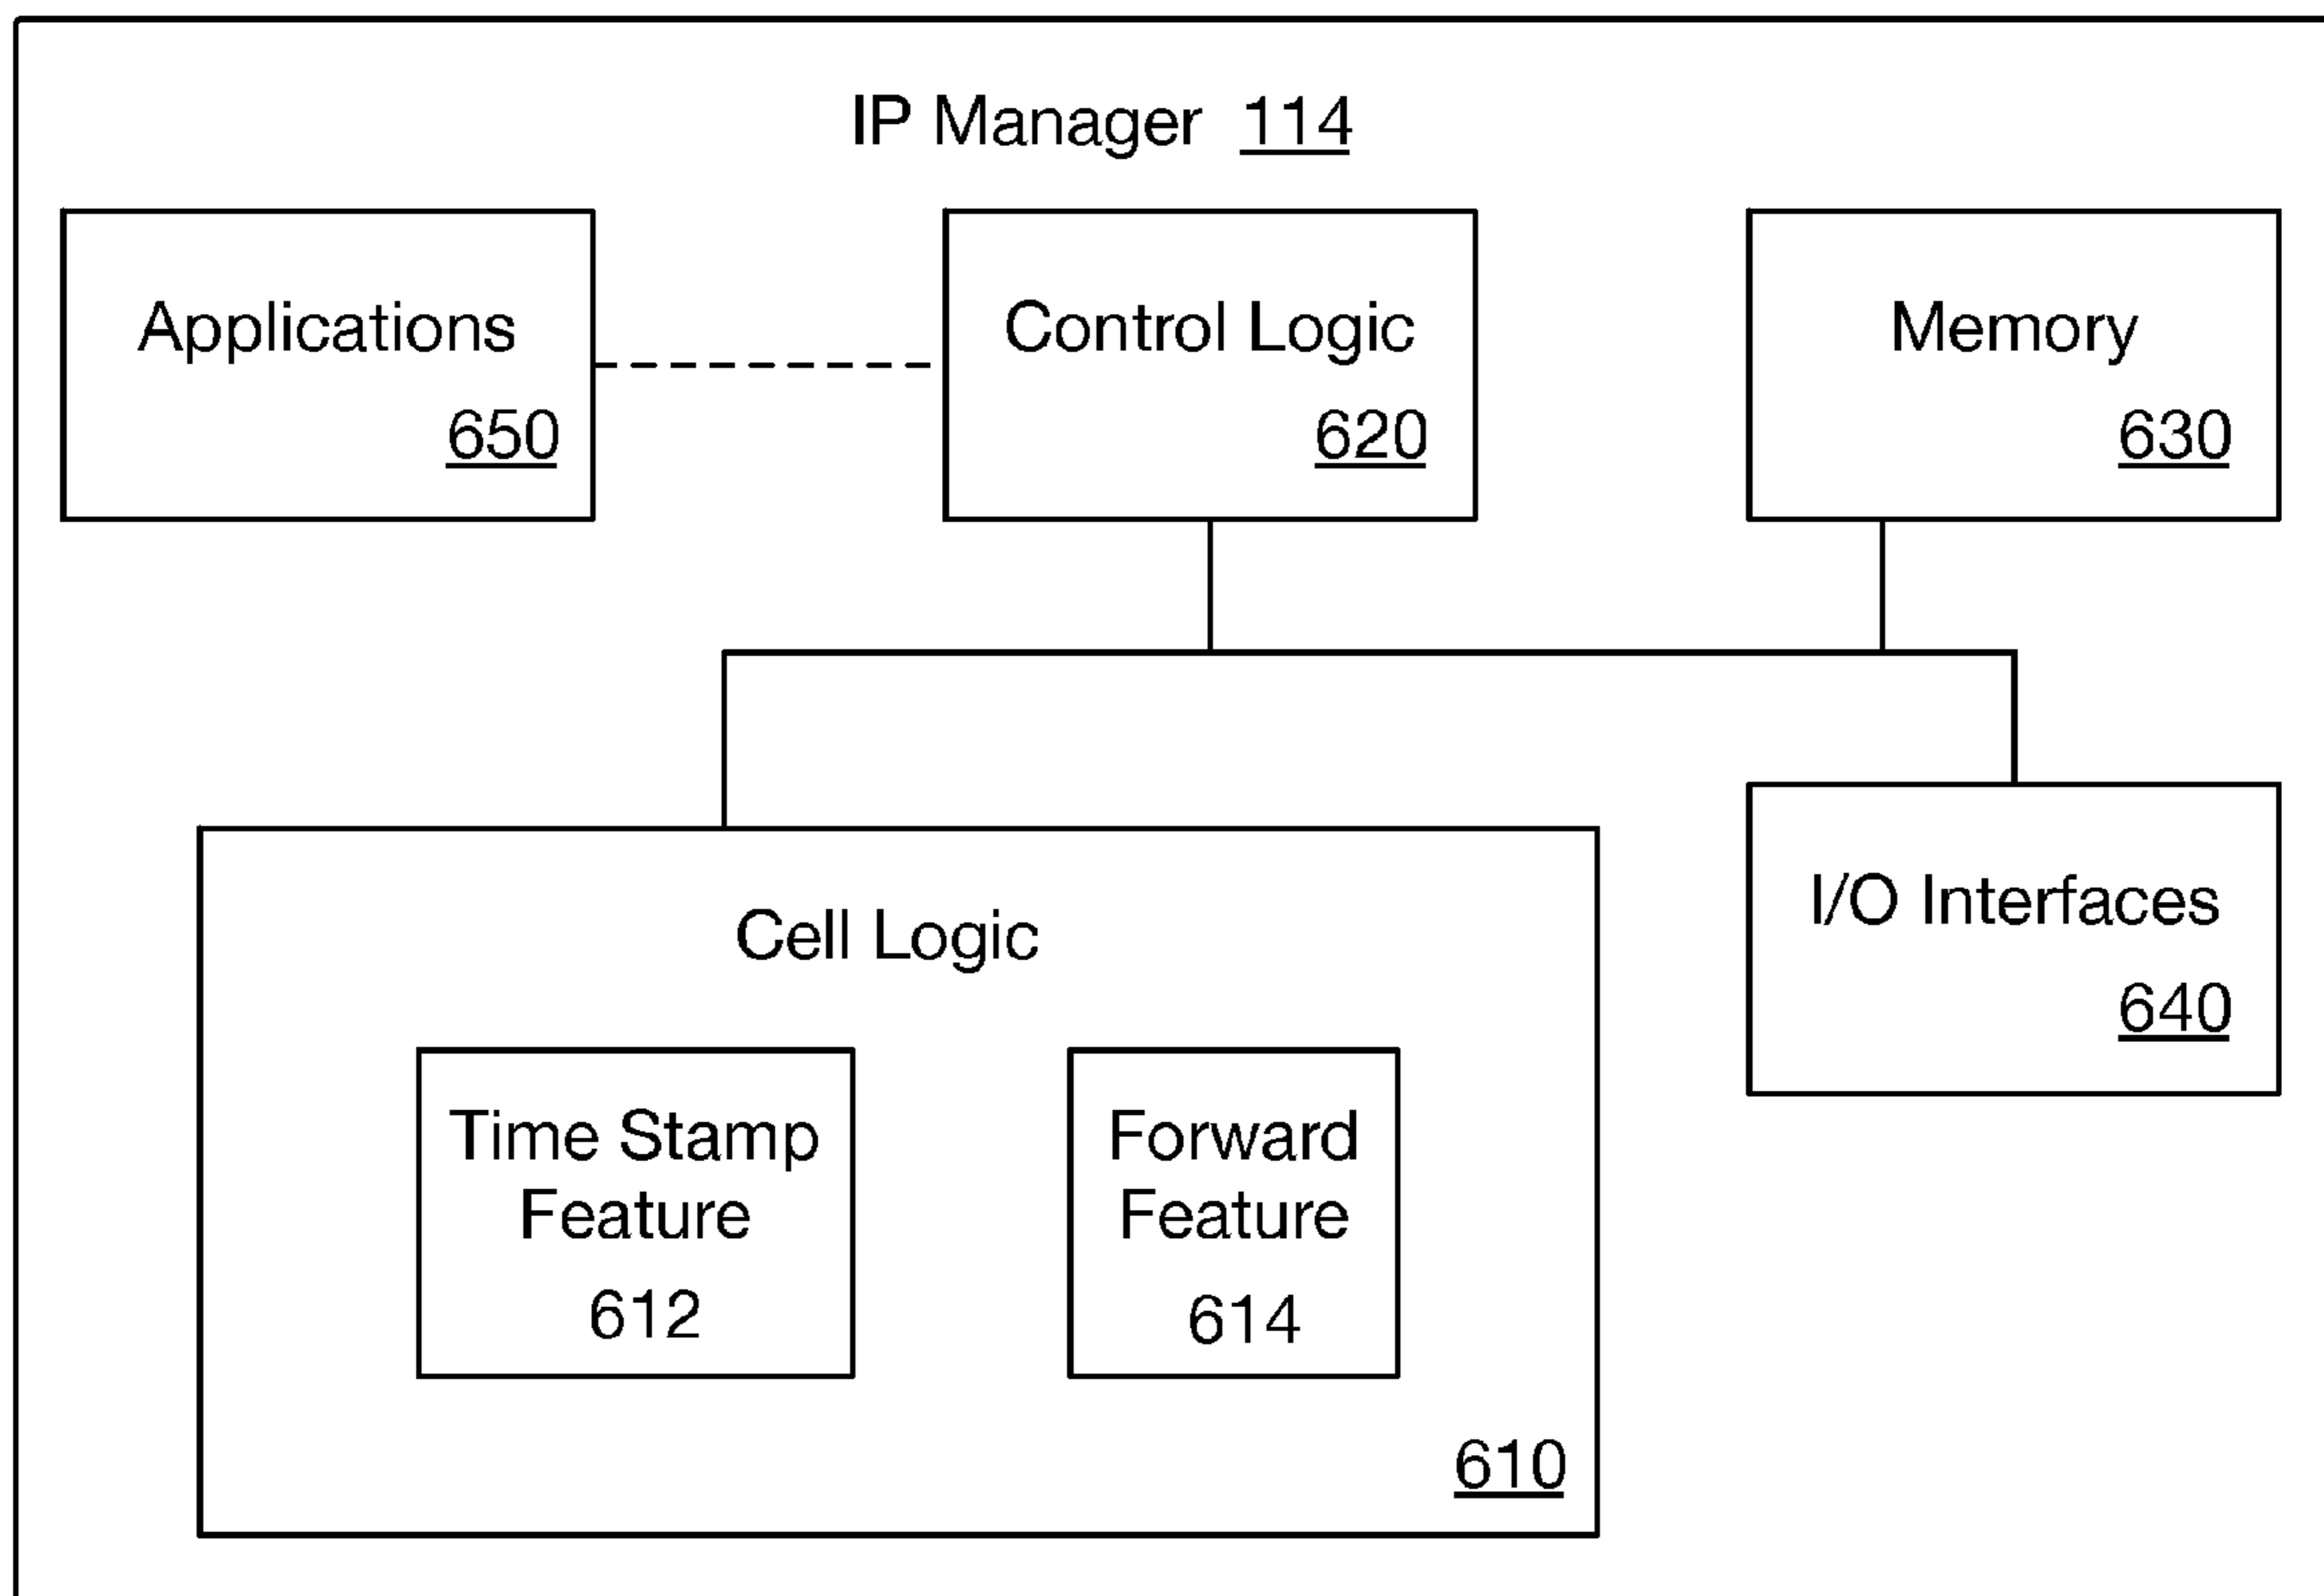 IP Manager 114
Applications
650
Control Logic
620
Memory
630
Cell Logic
Time Stamp
Feature
612
Forward
Feature
614
610
I/O Interfaces
640